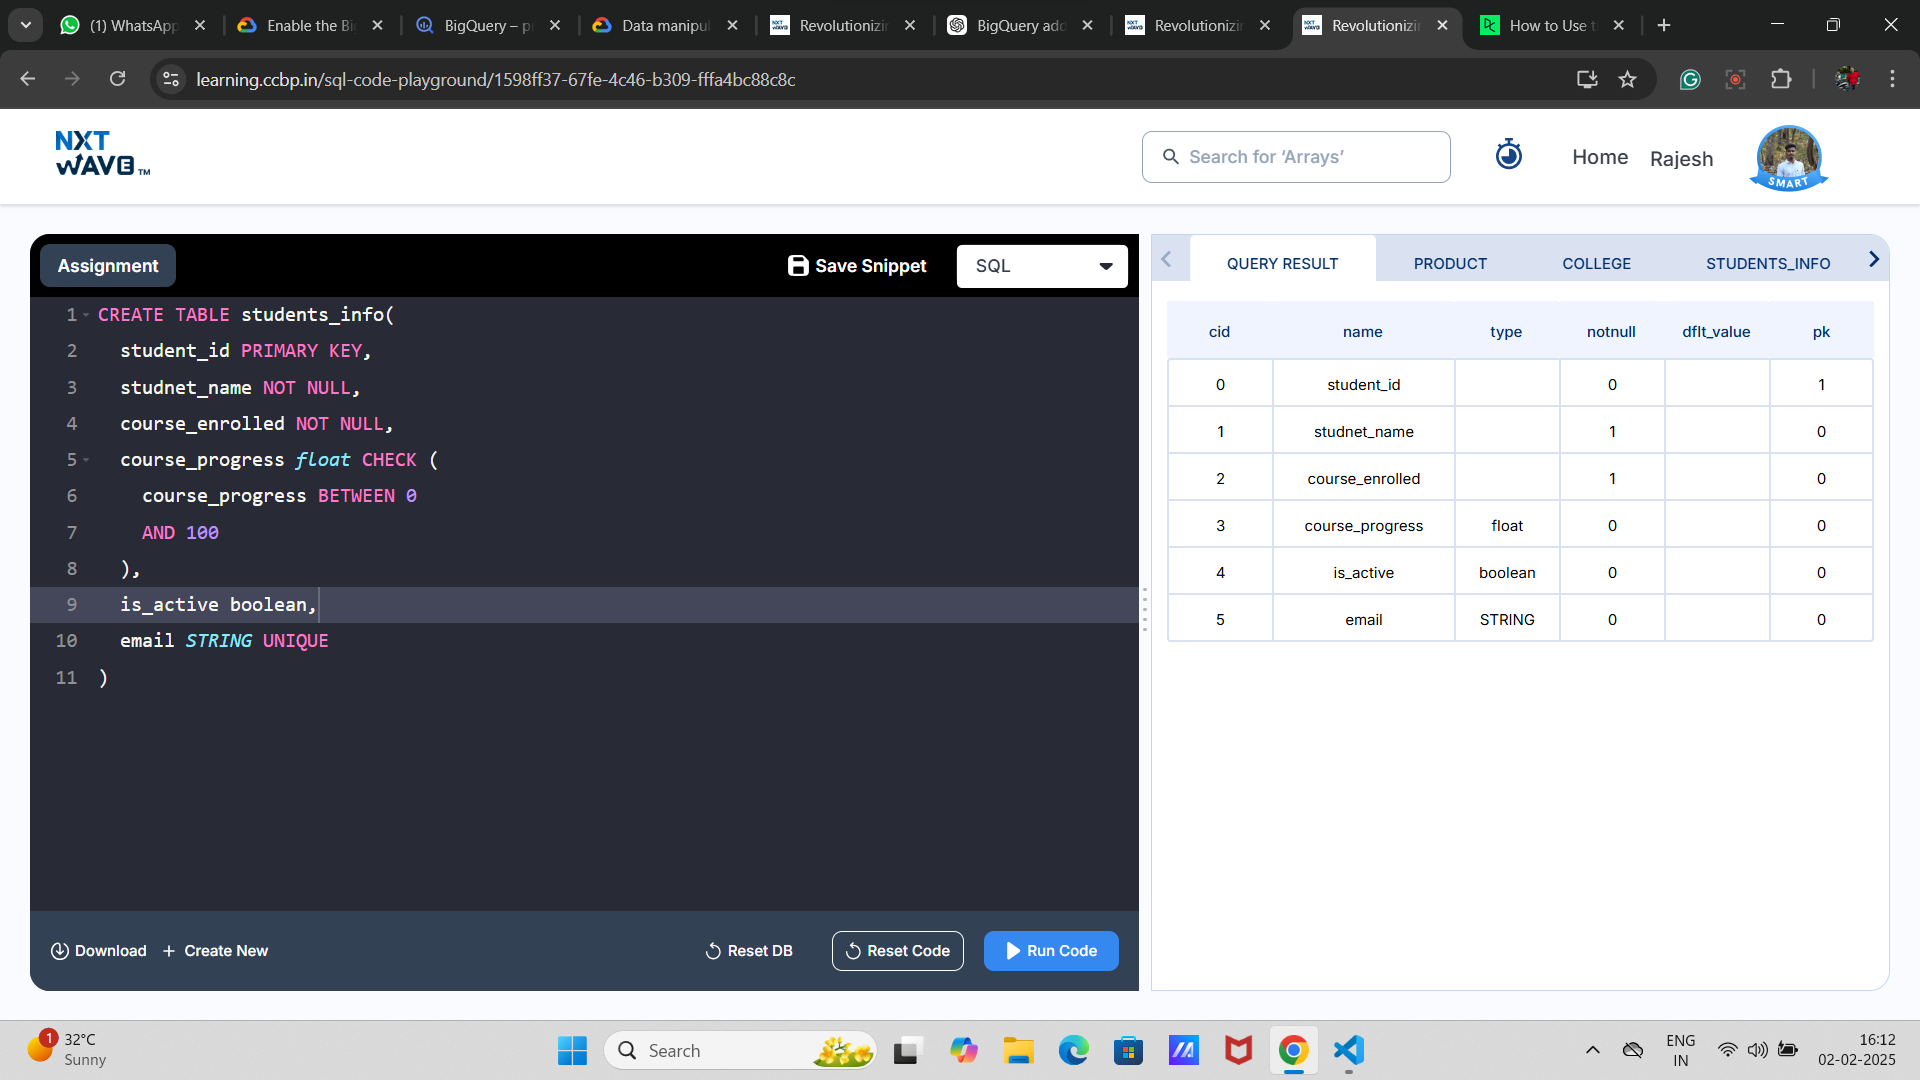 (1) WhatsApp
Enable the Bi
BigQuery – p
Data manipul
Revolutionizin
BigQuery add
Revolutionizin
Revolutionizin
How to Use t
learning.ccbp.in/sql-code-playground/1598ff37-67fe-4c46-b309-fffa4bc88c8c
NXT
WAVE TM
Search for ‘Arrays’
Home
Rajesh
SMART
Assignment
Save Snippet
SQL
1 CREATE TABLE students_info(
2 student_id PRIMARY KEY,
3 studnet_name NOT NULL,
4 course_enrolled NOT NULL,
5 course_progress float CHECK (
6 course_progress BETWEEN 0
7 AND 100
8 ),
9 is_active boolean,
10 email STRING UNIQUE
11 )
Download
+ Create New
Reset DB
Reset Code
Run Code
QUERY RESULT PRODUCT COLLEGE STUDENTS_INFO
cid name type notnull dflt_value pk
0 student_id 0 1
1 studnet_name 1 0
2 course_enrolled 1 0
3 course_progress float 0 0
4 is_active boolean 0 0
5 email STRING 0 0
1
32°C
Sunny
Search
ENG
IN
16:12
02-02-2025